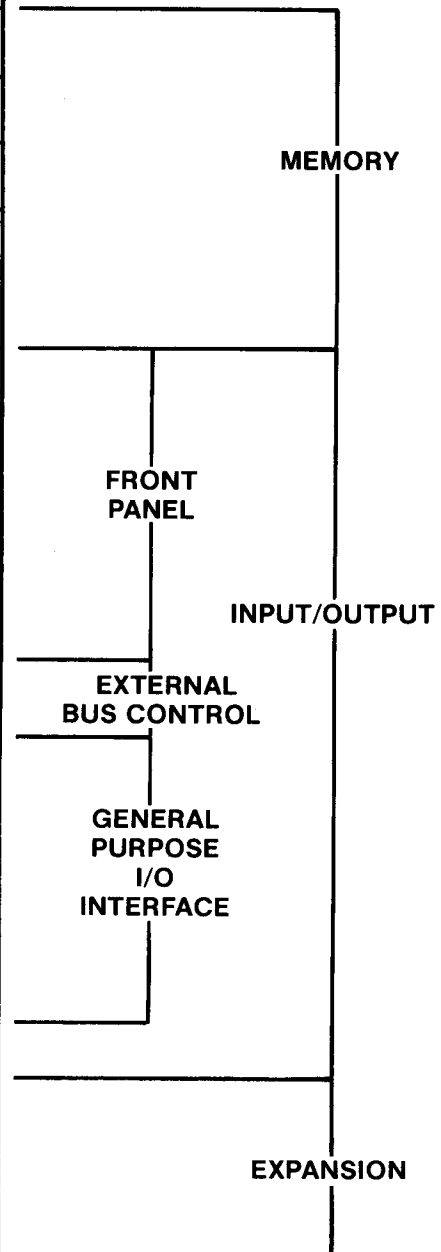 MEMORY
FRONT
PANEL
INPUT/OUTPUT
EXTERNAL
BUS CONTROL
GENERAL
PURPOSE
I/O
INTERFACE
EXPANSION